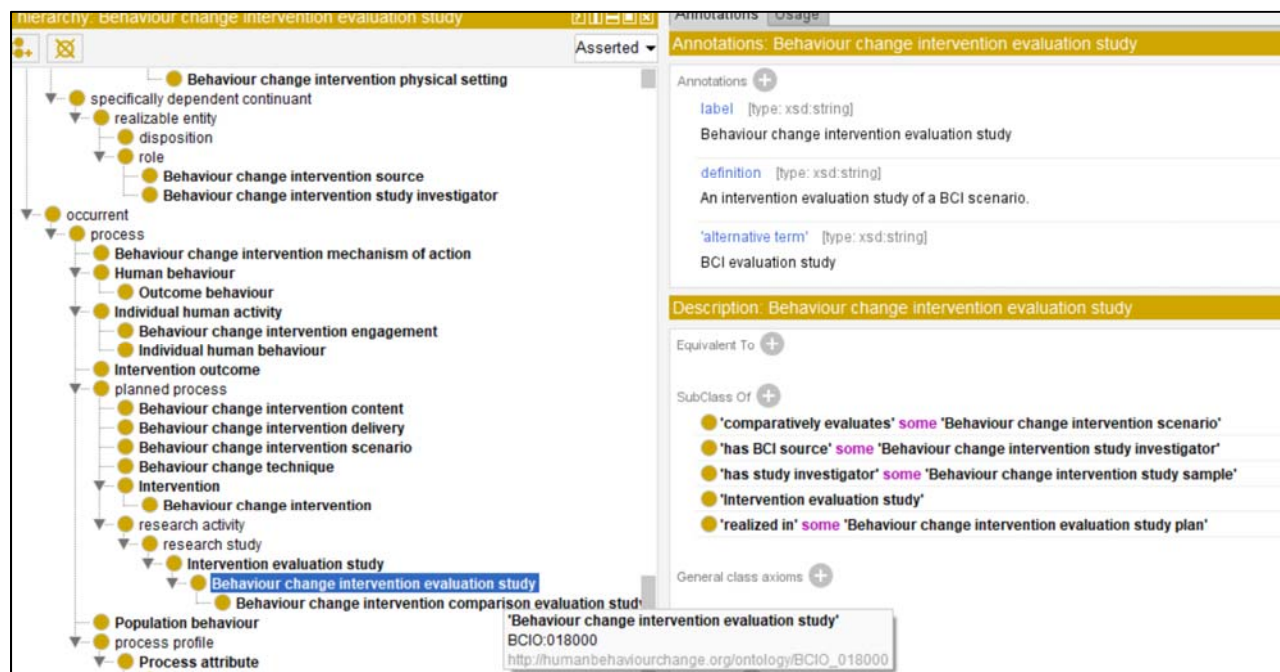 hierarchy: Behaviour change intervention evaluation study
Asserted
Behaviour change intervention physical setting
specifically dependent continuant
realizable entity
disposition
role
Behaviour change intervention source
Behaviour change intervention study investigator
occurrent
process
Behaviour change intervention mechanism of action
Human behaviour
Outcome behaviour
Individual human activity
Behaviour change intervention engagement
Individual human behaviour
Intervention outcome
planned process
Behaviour change intervention content
Behaviour change intervention delivery
Behaviour change intervention scenario
Behaviour change technique
Intervention
Behaviour change intervention
research activity
research study
Intervention evaluation study
Behaviour change intervention evaluation study
Behaviour change intervention comparison evaluation study
Population behaviour
process profile
Process attribute
'Behaviour change intervention evaluation study'
BCIO:018000
http://humanbehaviourchange.org/ontology/BCIO_018000
Annotations Usage
Annotations: Behaviour change intervention evaluation study
Annotations
label [type: xsd:string]
Behaviour change intervention evaluation study
definition [type: xsd:string]
An intervention evaluation study of a BCI scenario.
'alternative term' [type: xsd:string]
BCI evaluation study
Description: Behaviour change intervention evaluation study
Equivalent To
SubClass Of
'comparatively evaluates' some 'Behaviour change intervention scenario'
'has BCI source' some 'Behaviour change intervention study investigator'
'has study investigator' some 'Behaviour change intervention study sample'
'Intervention evaluation study'
'realized in' some 'Behaviour change intervention evaluation study plan'
General class axioms